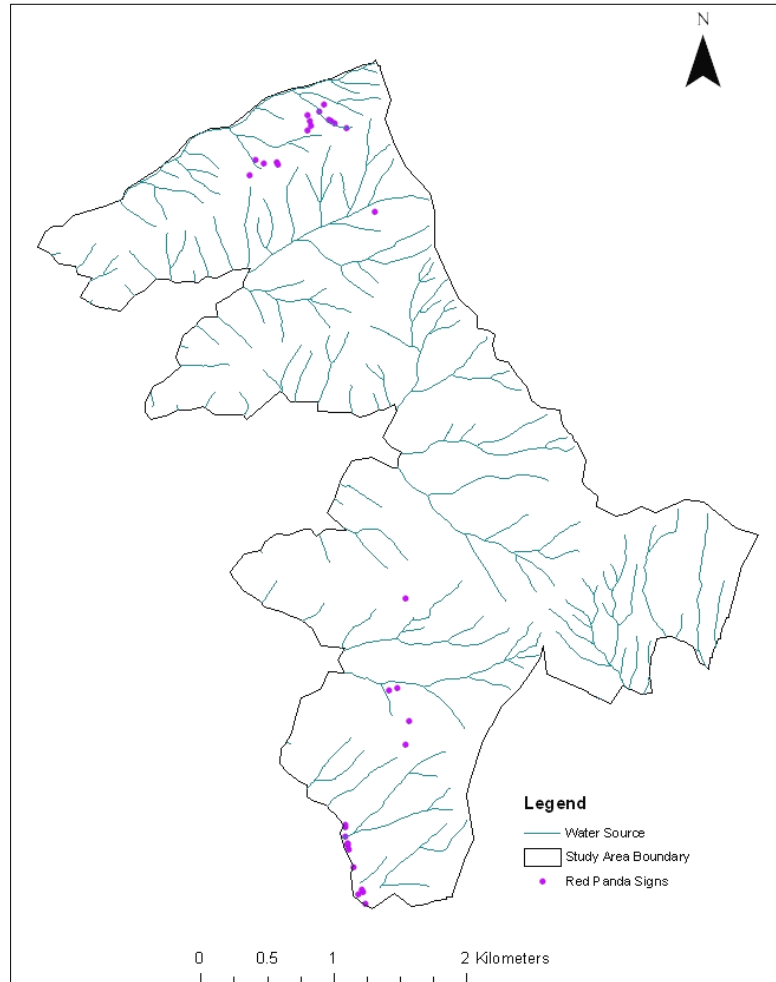 N
Legend
Water Source
Study Area Boundary
Red Panda Signs
0 0.5 1 2 Kilometers